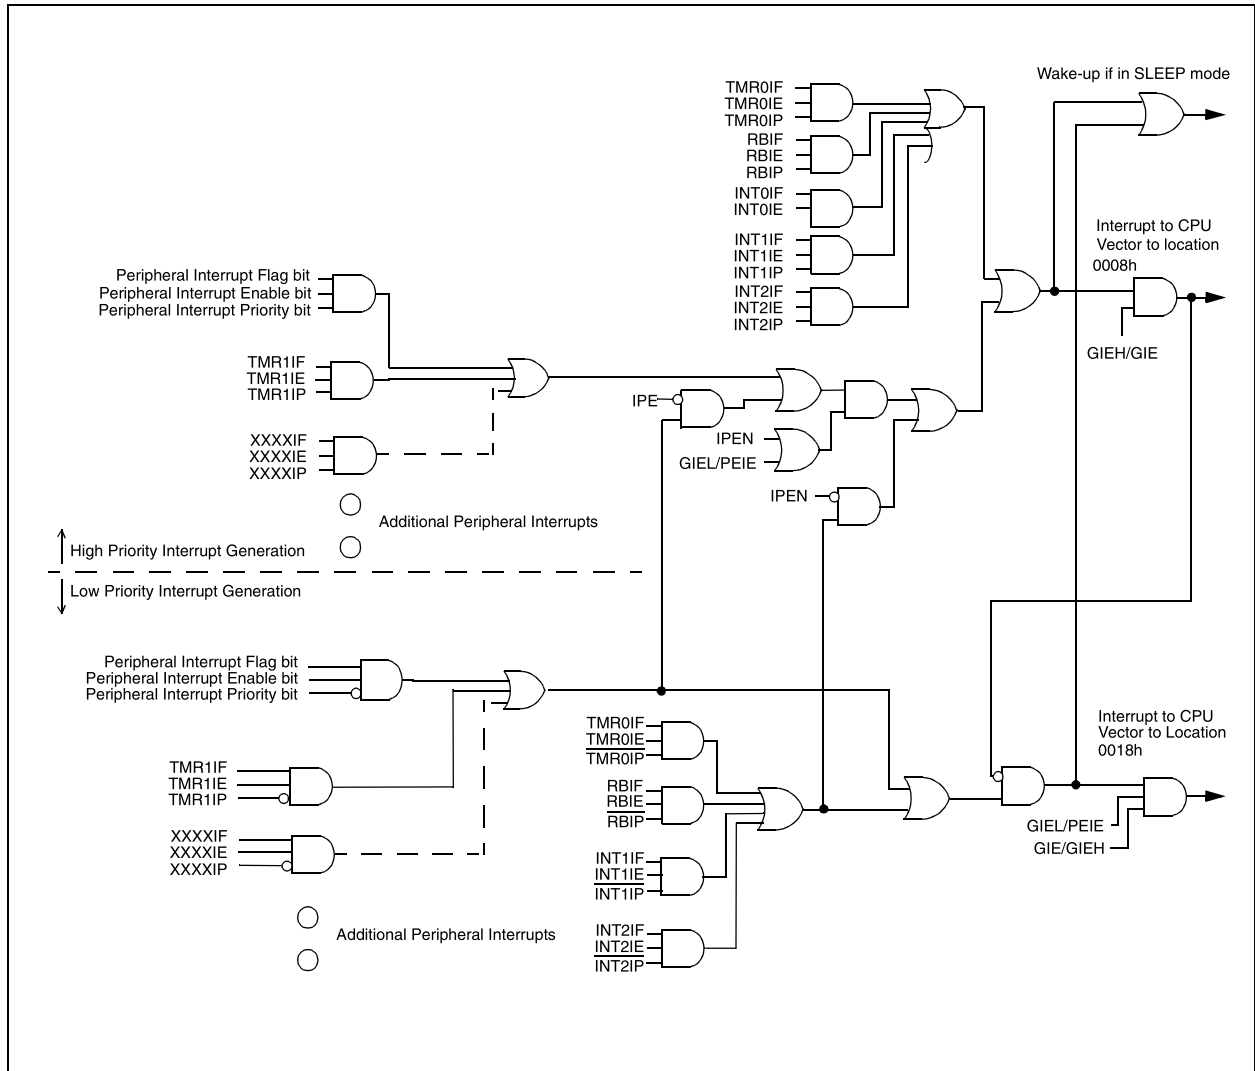 Wake-up if in SLEEP mode
TMR0IF
TMR0IE
TMR0IP
RBIF
RBIE
RBIP
INT0IF
INT0IE
INT1IF
INT1IE
INT1IP
INT2IF
INT2IE
INT2IP
Interrupt to CPU
Vector to location
0008h
GIEH/GIE
Peripheral Interrupt Flag bit
Peripheral Interrupt Enable bit
Peripheral Interrupt Priority bit
TMR1IF
TMR1IE
TMR1IP
XXXXIF
XXXXIE
XXXXIP
IPE
IPEN
GIEL/PEIE
IPEN
Additional Peripheral Interrupts
High Priority Interrupt Generation
Low Priority Interrupt Generation
Peripheral Interrupt Flag bit
Peripheral Interrupt Enable bit
Peripheral Interrupt Priority bit
TMR1IF
TMR1IE
TMR1IP
XXXXIF
XXXXIE
XXXXIP
Additional Peripheral Interrupts
TMR0IF
TMR0IE
TMR0IP
RBIF
RBIE
RBIP
INT1IF
INT1IE
INT1IP
INT2IF
INT2IE
INT2IP
Interrupt to CPU
Vector to Location
0018h
GIEL/PEIE
GIE/GIEH